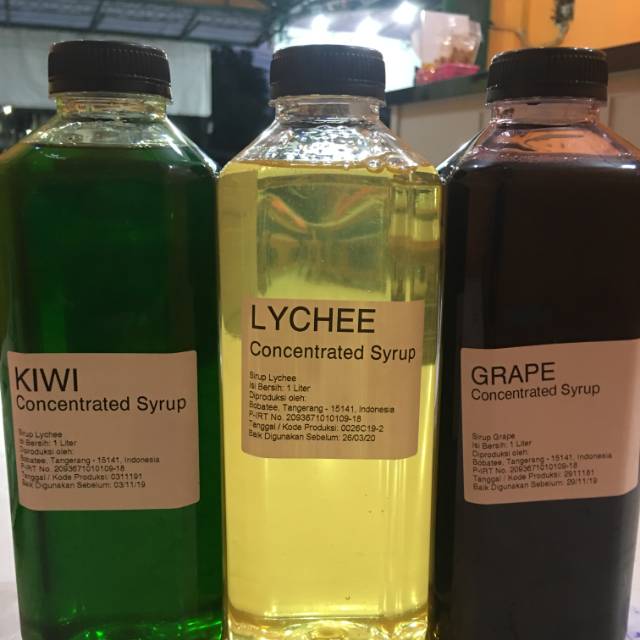 KIWI
Concentrated Syrup
Sirup Lychee
Isi Bersih: 1 Liter
Diproduksi oleh:
Bobatee, Tangerang - 15141, Indonesia
P-IRT No. 2093671010109-18
Tanggal / Kode Produksi: 0311191
Baik Digunakan Sebelum: 03/11/19
LYCHEE
Concentrated Syrup
Sirup Lychee
Isi Bersih: 1 Liter
Diproduksi oleh:
Bobatee, Tangerang - 15141, Indonesia
P-IRT No. 2093671010109-18
Tanggal / Kode Produksi: 0026C19-2
Baik Digunakan Sebelum: 26/03/20
GRAPE
Concentrated Syrup
Sirup Grape
Isi Bersih: 1 Liter
Diproduksi oleh:
Bobatee, Tangerang - 15141, Indonesia
P-IRT No. 2093671010109-18
Tanggal / Kode Produksi: 2911181
Baik Digunakan Sebelum: 29/11/19